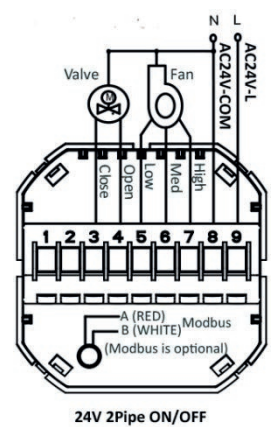 N L
AC24V-COM
AC24V-L
Valve
Fan
M
Close
Open
Low
Med
High
1 2 3 4 5 6 7 8 9
A (RED)
B (WHITE)
Modbus
(Modbus is optional)
24V 2Pipe ON/OFF